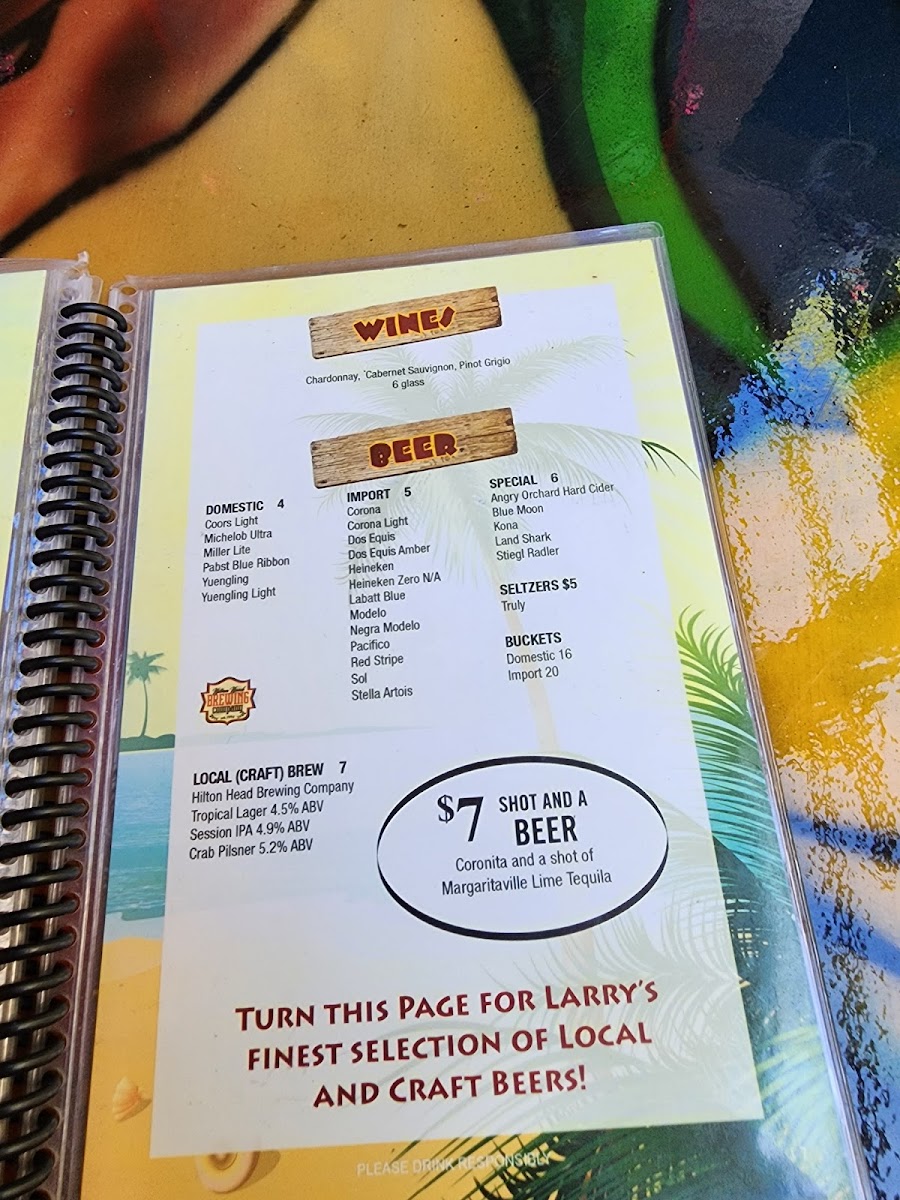 WINES
Chardonnay, Cabernet Sauvignon, Pinot Grigio
6 glass
BEER
DOMESTIC 4
Coors Light
Michelob Ultra
Miller Lite
Pabst Blue Ribbon
Yuengling
Yuengling Light
IMPORT 5
Corona
Corona Light
Dos Equis
Dos Equis Amber
Heineken
Heineken Zero N/A
Labatt Blue
Modelo
Negra Modelo
Pacifico
Red Stripe
Sol
Stella Artois
SPECIAL 6
Angry Orchard Hard Cider
Blue Moon
Kona
Land Shark
Stiegl Radler
SELTZERS $5
Truly
BUCKETS
Domestic 16
Import 20
Hilton Head
BREWING
Company
LOCAL (CRAFT) BREW 7
Hilton Head Brewing Company
Tropical Lager 4.5% ABV
Session IPA 4.9% ABV
Crab Pilsner 5.2% ABV
$7 SHOT AND A
BEER
Coronita and a shot of
Margaritaville Lime Tequila
TURN THIS PAGE FOR LARRY'S
FINEST SELECTION OF LOCAL
AND CRAFT BEERS!
PLEASE DRINK RESPONSIBLY